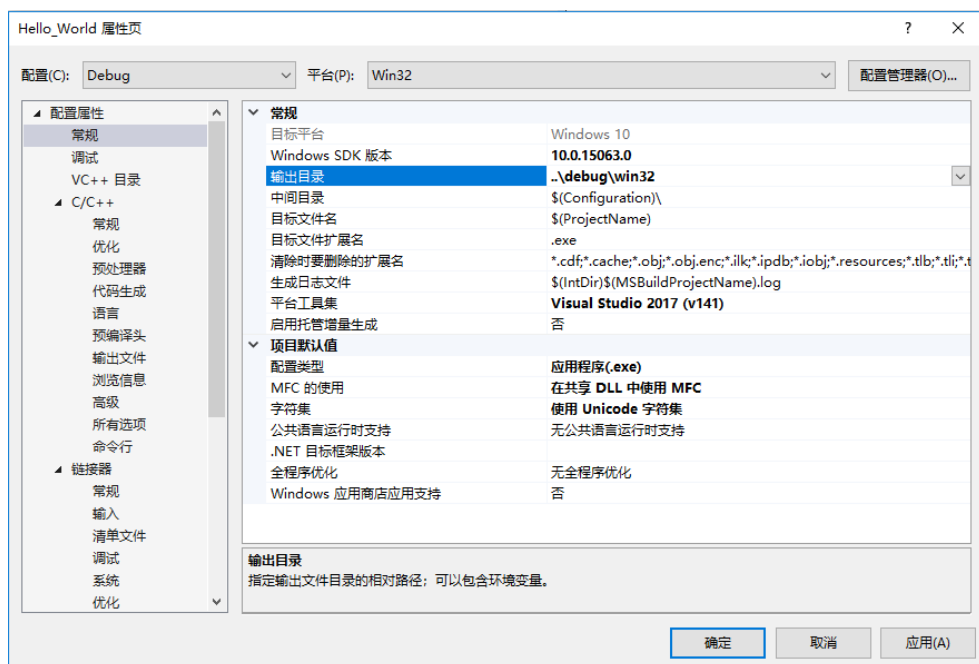 Hello_World 属性页
? ×
配置(C): Debug 平台(P): Win32 配置管理器(O)...
配置属性
常规
调试
VC++ 目录
C/C++
常规
优化
预处理器
代码生成
语言
预编译头
输出文件
浏览信息
高级
所有选项
命令行
链接器
常规
输入
清单文件
调试
系统
优化
常规
目标平台 Windows 10
Windows SDK 版本 10.0.15063.0
输出目录 ..\debug\win32
中间目录 $(Configuration)\
目标文件名 $(ProjectName)
目标文件扩展名 .exe
清除时要删除的扩展名 *.cdf;*.cache;*.obj;*.obj.enc;*.ilk;*.ipdb;*.iobj;*.resources;*.tlb;*.tli;*.t
生成日志文件 $(IntDir)$(MSBuildProjectName).log
平台工具集 Visual Studio 2017 (v141)
启用托管增量生成 否
项目默认值
配置类型 应用程序(.exe)
MFC 的使用 在共享 DLL 中使用 MFC
字符集 使用 Unicode 字符集
公共语言运行时支持 无公共语言运行时支持
.NET 目标框架版本
全程序优化 无全程序优化
Windows 应用商店应用支持 否
输出目录
指定输出文件目录的相对路径；可以包含环境变量。
确定 取消 应用(A)